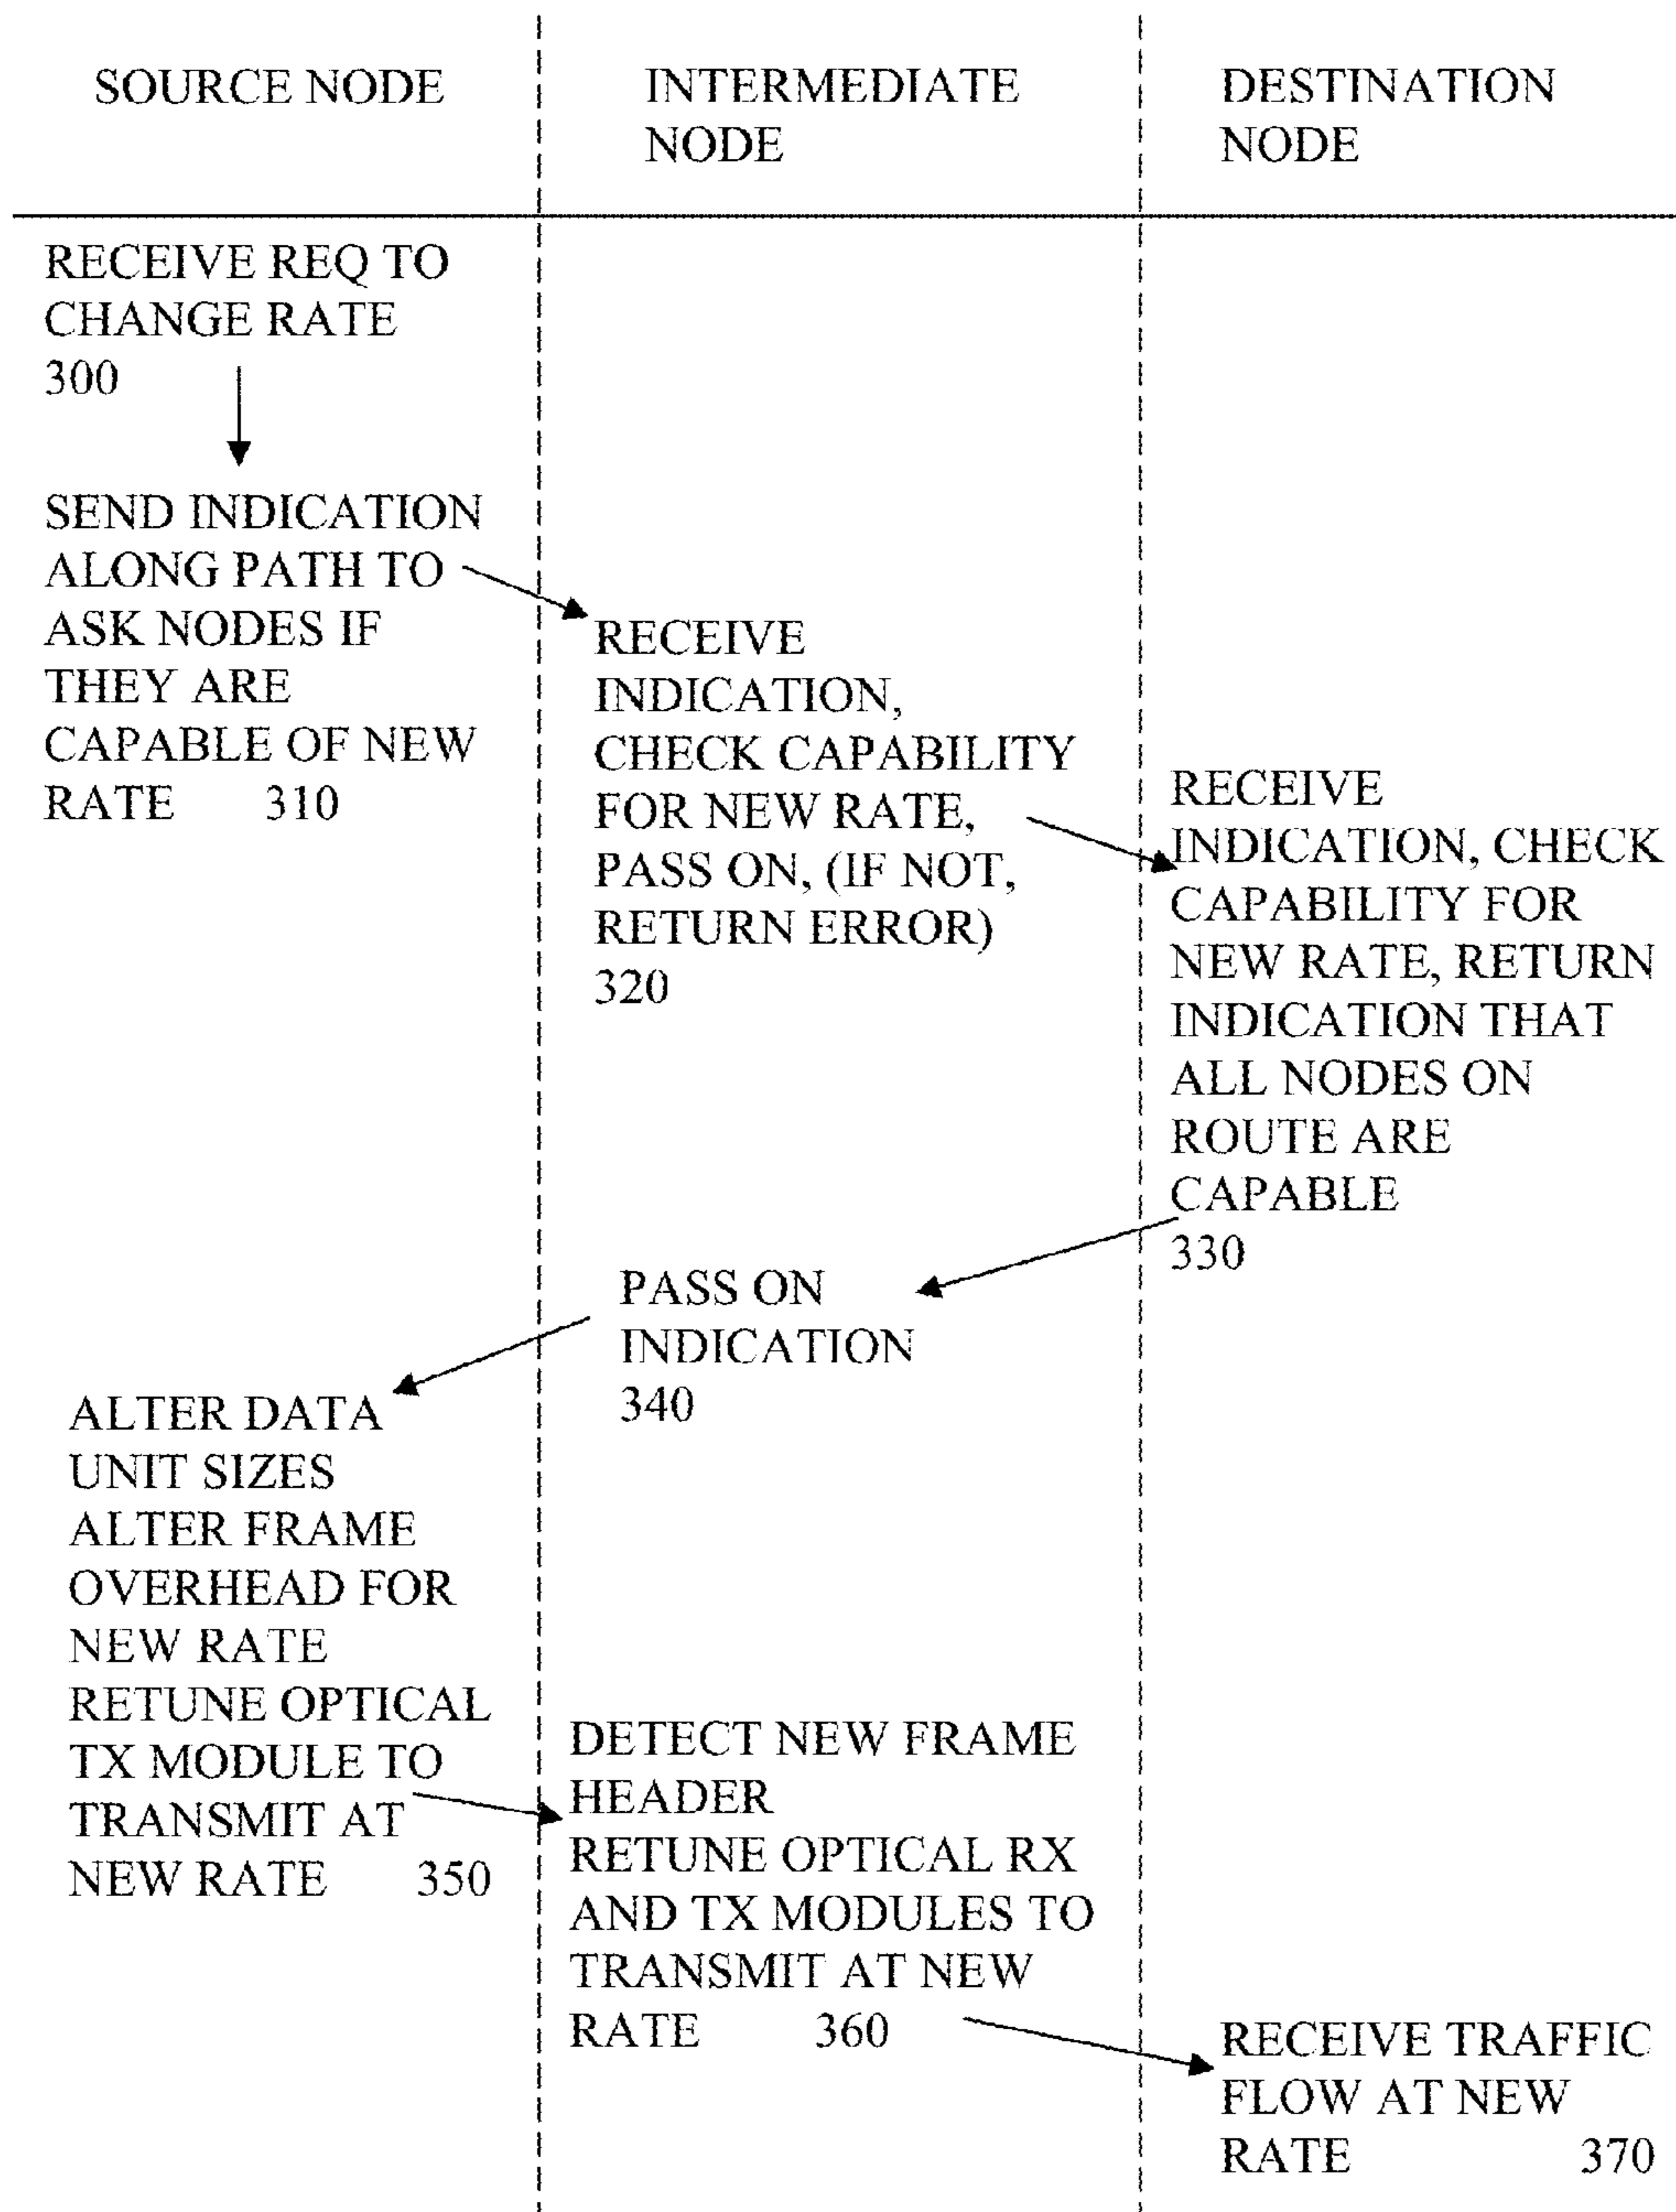 SOURCE NODE
INTERMEDIATE
NODE
DESTINATION
NODE
RECEIVE REQ TO
CHANGE RATE
300
SEND INDICATION
ALONG PATH TO
ASK NODES IF
THEY ARE
CAPABLE OF NEW
RATE 310
RECEIVE
INDICATION,
CHECK CAPABILITY
FOR NEW RATE,
PASS ON, (IF NOT,
RETURN ERROR)
320
RECEIVE
INDICATION, CHECK
CAPABILITY FOR
NEW RATE, RETURN
INDICATION THAT
ALL NODES ON
ROUTE ARE
CAPABLE
330
PASS ON
INDICATION
340
ALTER DATA
UNIT SIZES
ALTER FRAME
OVERHEAD FOR
NEW RATE
RETUNE OPTICAL
TX MODULE TO
TRANSMIT AT
NEW RATE 350
DETECT NEW FRAME
HEADER
RETUNE OPTICAL RX
AND TX MODULES TO
TRANSMIT AT NEW
RATE 360
RECEIVE TRAFFIC
FLOW AT NEW
RATE 370